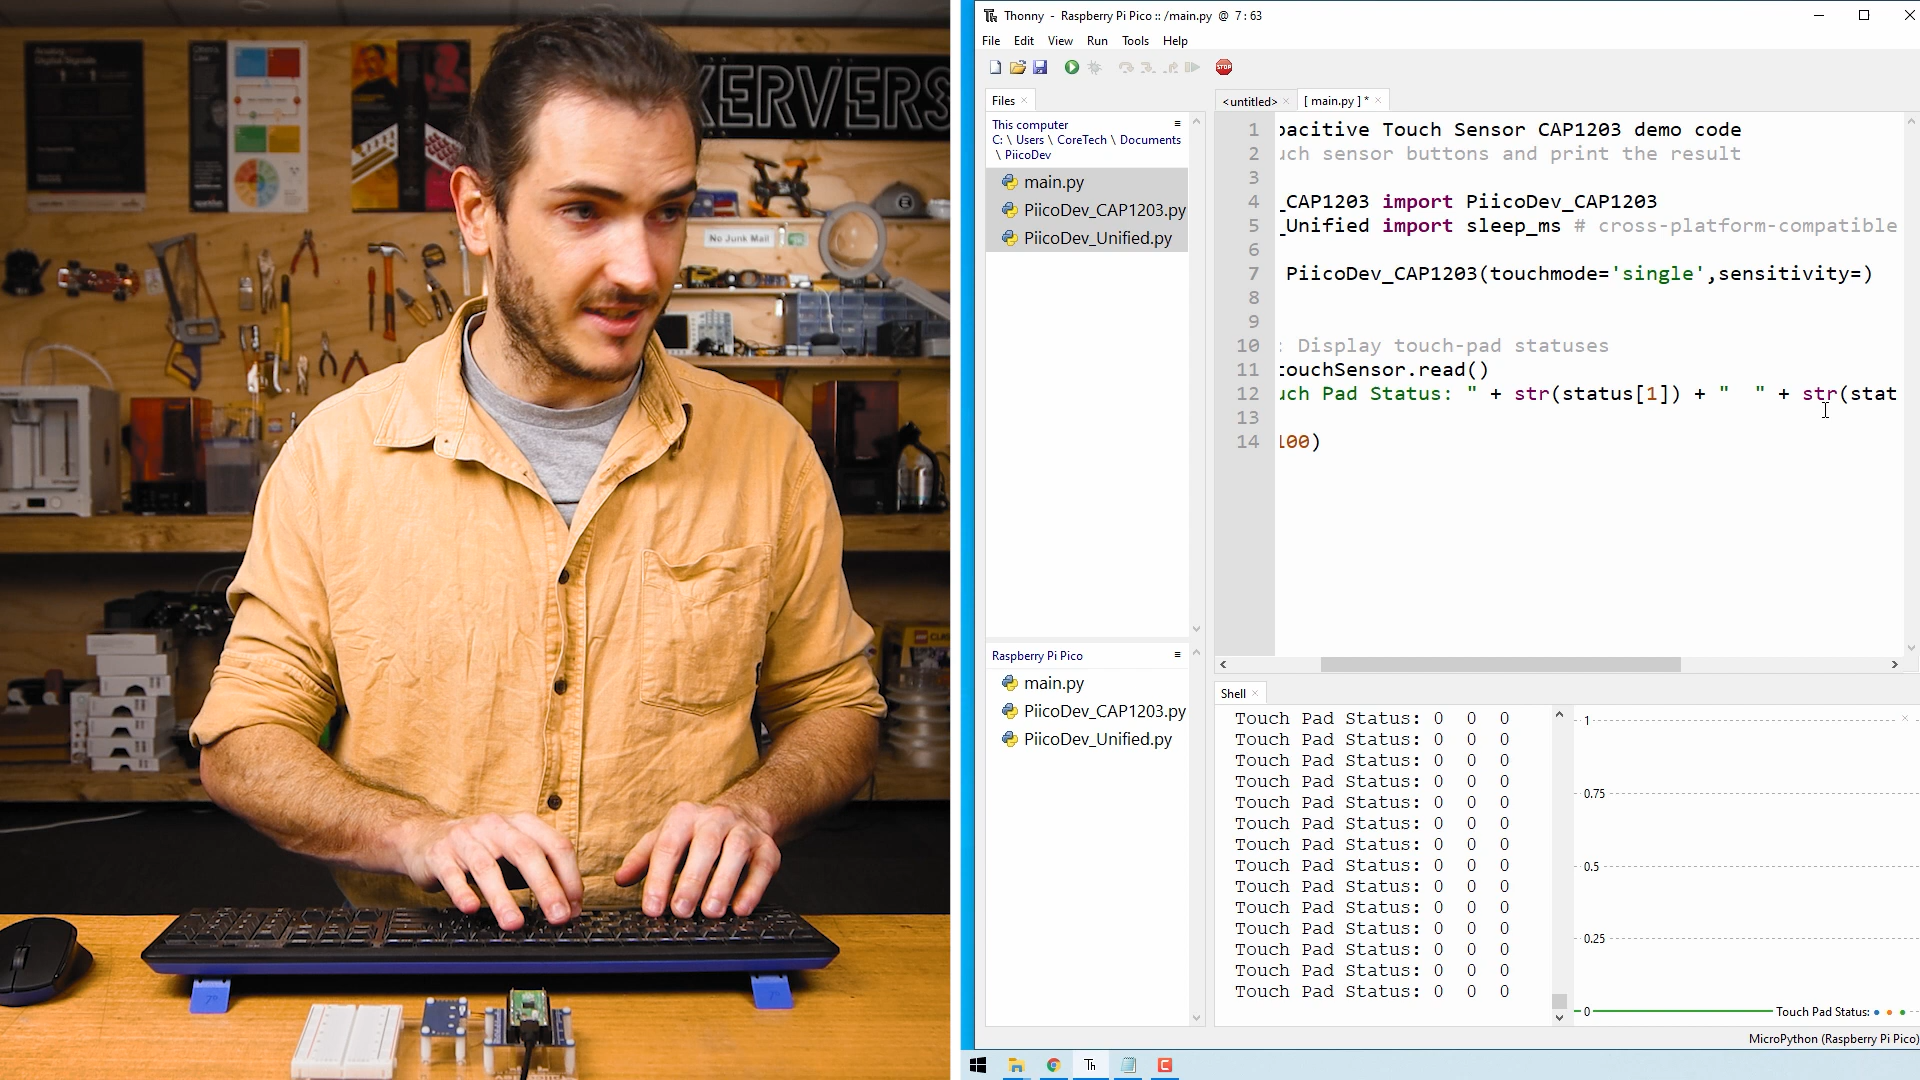 KERVERS
No Junk Mail
Thonny - Raspberry Pi Pico :: /main.py @ 7 : 63
File Edit View Run Tools Help
STOP
Files
<untitled> [ main.py ] *
This computer
C: \ Users \ CoreTech \ Documents
\ PiicoDev
main.py
PiicoDev_CAP1203.py
PiicoDev_Unified.py
1 pacitive Touch Sensor CAP1203 demo code
2 uch sensor buttons and print the result
3
4 _CAP1203 import PiicoDev_CAP1203
5 _Unified import sleep_ms # cross-platform-compatible
6
7 PiicoDev_CAP1203(touchmode='single',sensitivity=)
8
9
10 : Display touch-pad statuses
11 touchSensor.read()
12 uch Pad Status: " + str(status[1]) + "  " + str(stat
13
14 100)
Raspberry Pi Pico
main.py
PiicoDev_CAP1203.py
PiicoDev_Unified.py
Shell
Touch Pad Status: 0 0 0
Touch Pad Status: 0 0 0
Touch Pad Status: 0 0 0
Touch Pad Status: 0 0 0
Touch Pad Status: 0 0 0
Touch Pad Status: 0 0 0
Touch Pad Status: 0 0 0
Touch Pad Status: 0 0 0
Touch Pad Status: 0 0 0
Touch Pad Status: 0 0 0
Touch Pad Status: 0 0 0
Touch Pad Status: 0 0 0
Touch Pad Status: 0 0 0
Touch Pad Status: 0 0 0
1
0.75
0.5
0.25
0
Touch Pad Status:
MicroPython (Raspberry Pi Pico)
Th